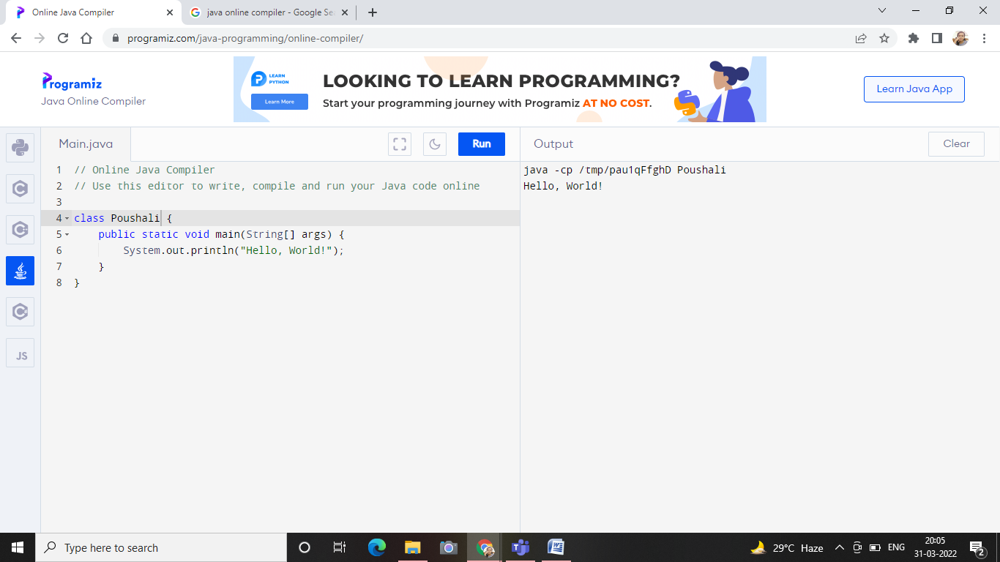 Online Java Compiler
java online compiler - Google Se
programiz.com/java-programming/online-compiler/
Programiz
Java Online Compiler
LEARN
PYTHON
Learn More
LOOKING TO LEARN PROGRAMMING?
Start your programming journey with Programiz AT NO COST.
Learn Java App
Main.java
Run
Output
Clear
1 // Online Java Compiler
2 // Use this editor to write, compile and run your Java code online
3
4 class Poushali {
5 public static void main(String[] args) {
6 System.out.println("Hello, World!");
7 }
8 }
java -cp /tmp/pau1qFfghD Poushali
Hello, World!
JS
Type here to search
29°C Haze
ENG
20:05
31-03-2022
2